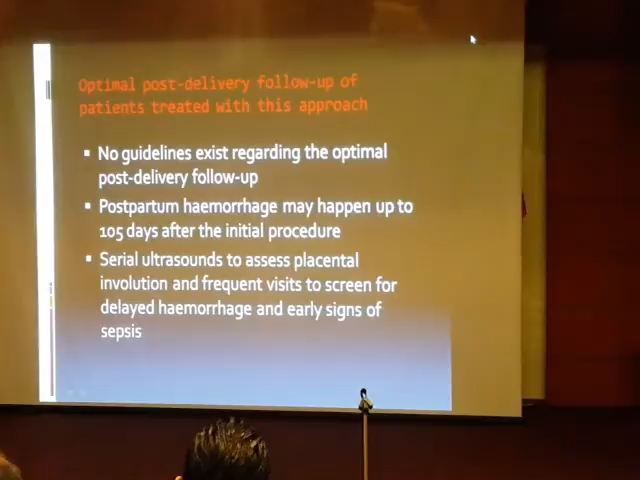 Optimal post-delivery follow-up of
patients treated with this approach
▪ No guidelines exist regarding the optimal
post-delivery follow-up
▪ Postpartum haemorrhage may happen up to
105 days after the initial procedure
▪ Serial ultrasounds to assess placental
involution and frequent visits to screen for
delayed haemorrhage and early signs of
sepsis